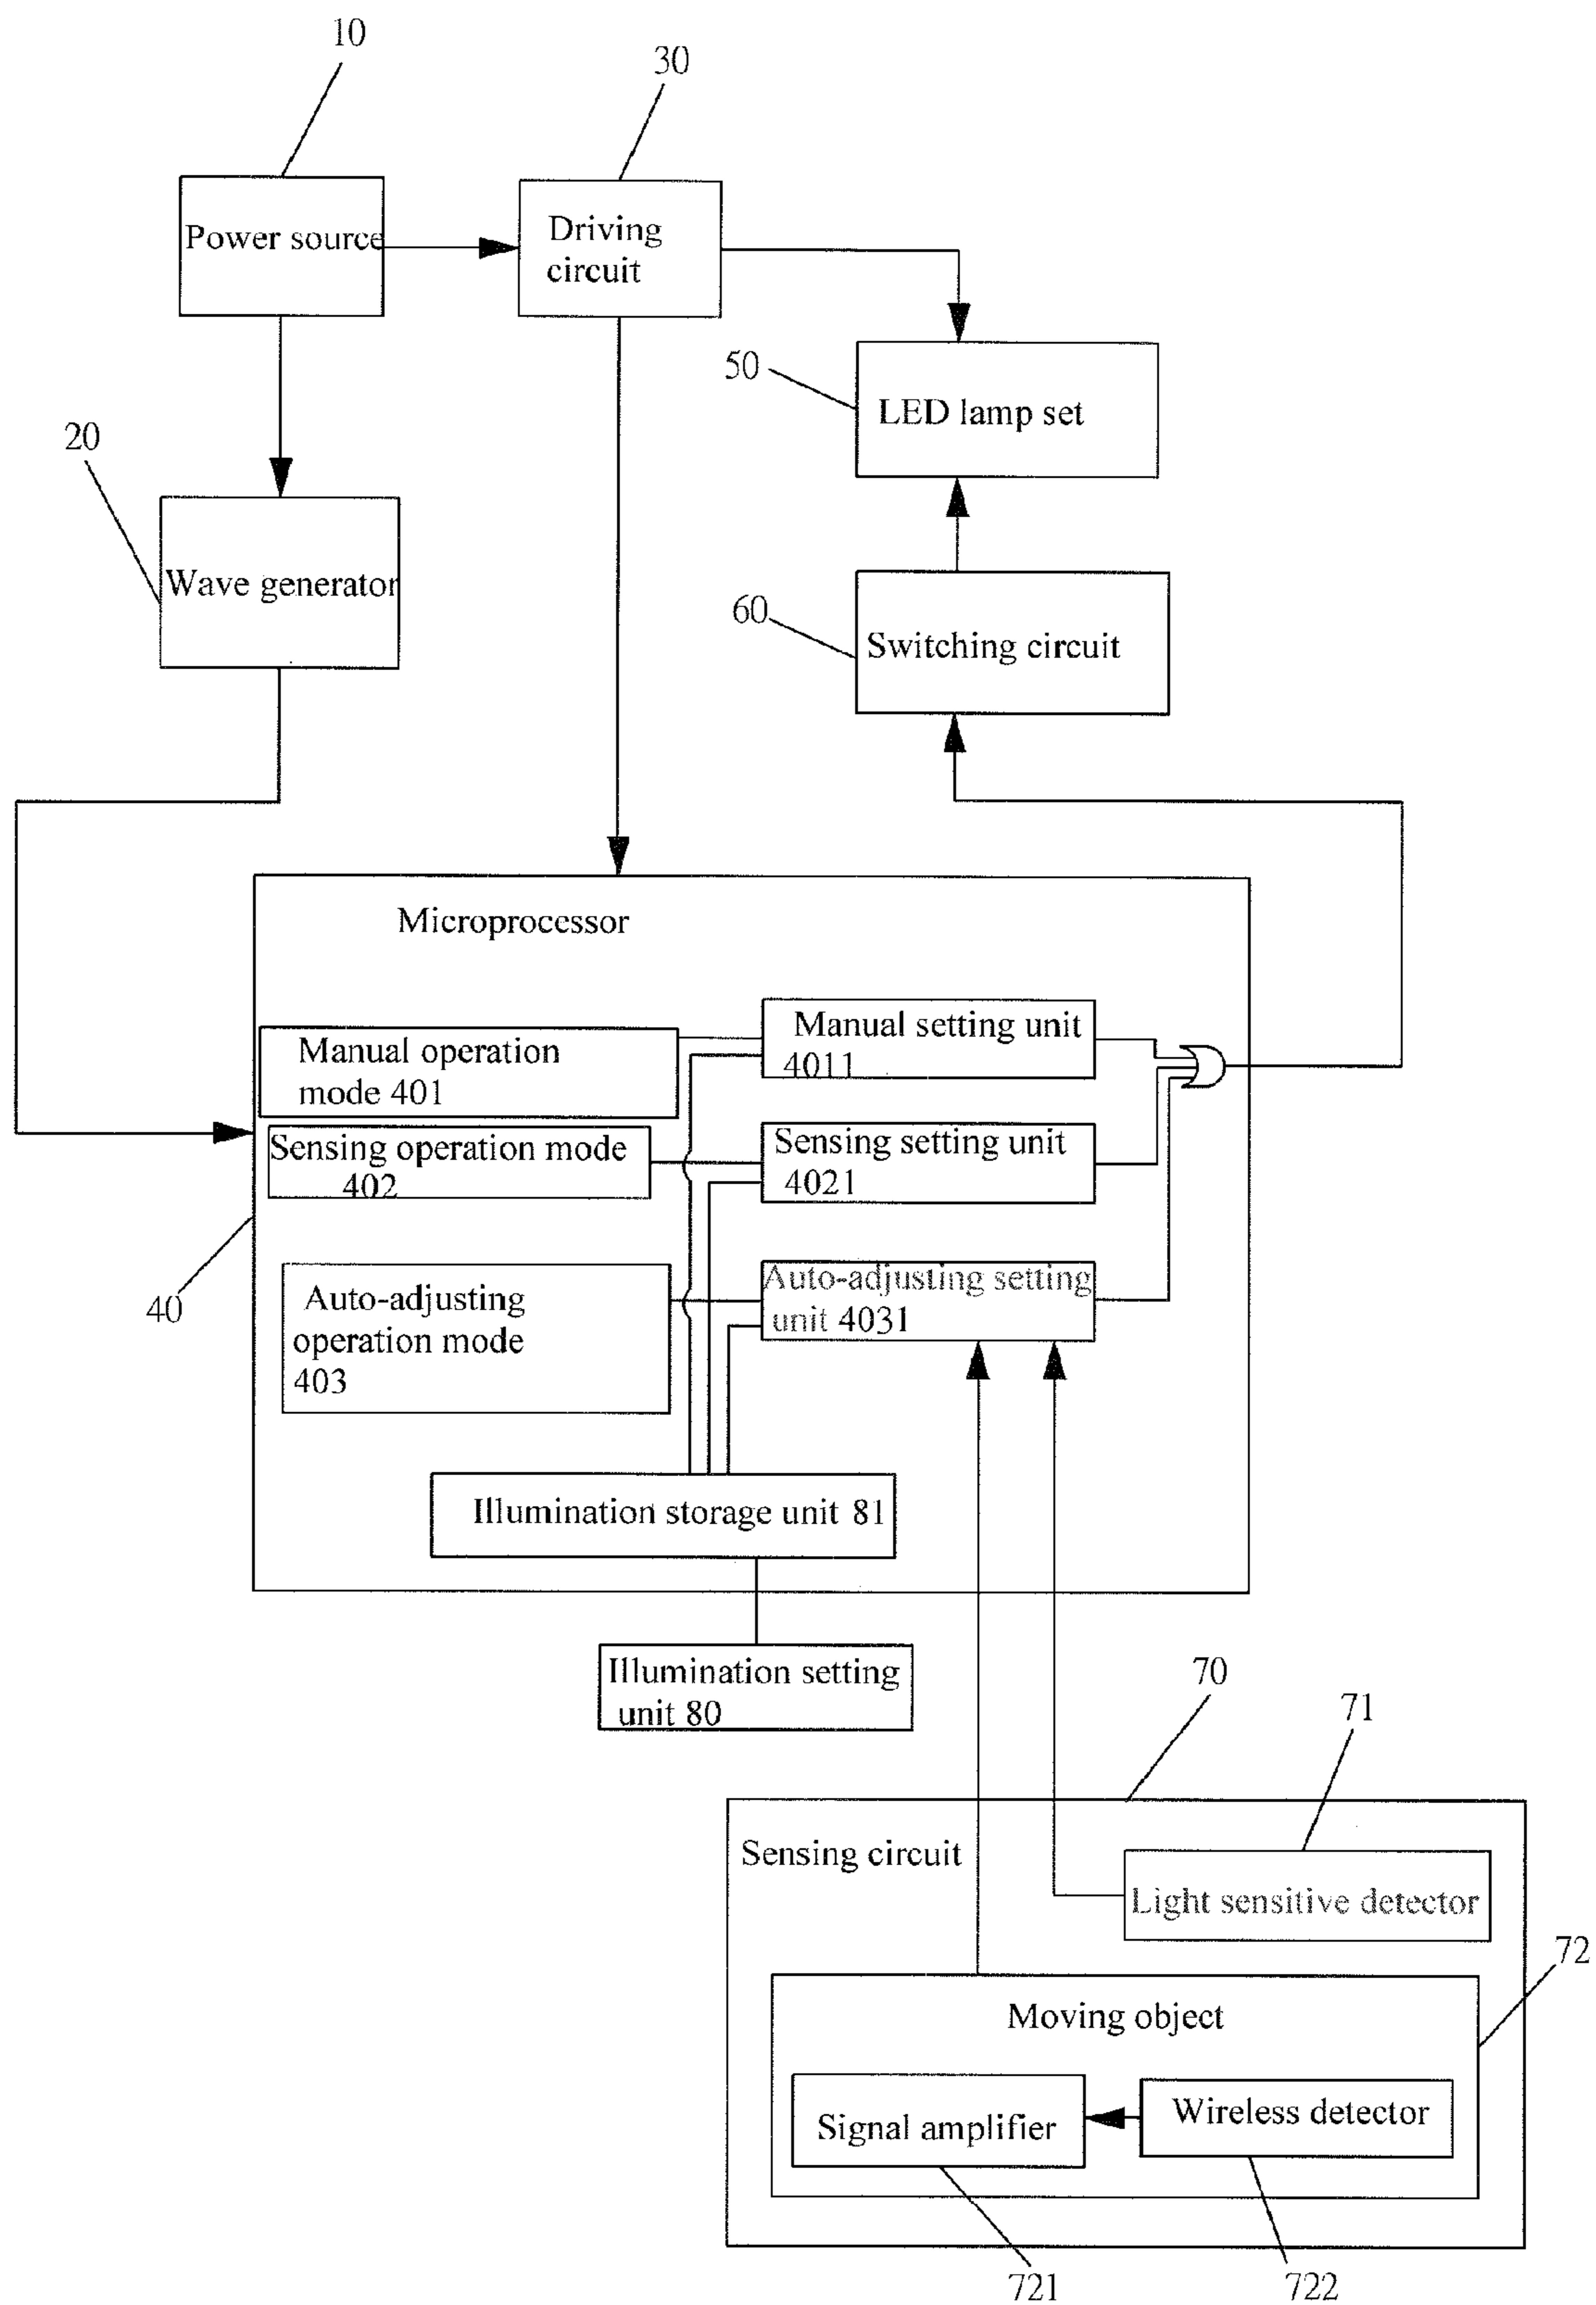 10
30
Power source
Driving
circuit
50
LED lamp set
20
Wave generator
60
Switching circuit
Microprocessor
Manual operation
mode 401
Manual setting unit
4011
Sensing operation mode
402
Sensing setting unit
4021
40
Auto-adjusting
operation mode
403
Auto-adjusting setting
unit 4031
Illumination storage unit 81
Illumination setting
unit 80
70
71
Sensing circuit
Light sensitive detector
72
Moving object
Signal amplifier
Wireless detector
721
722